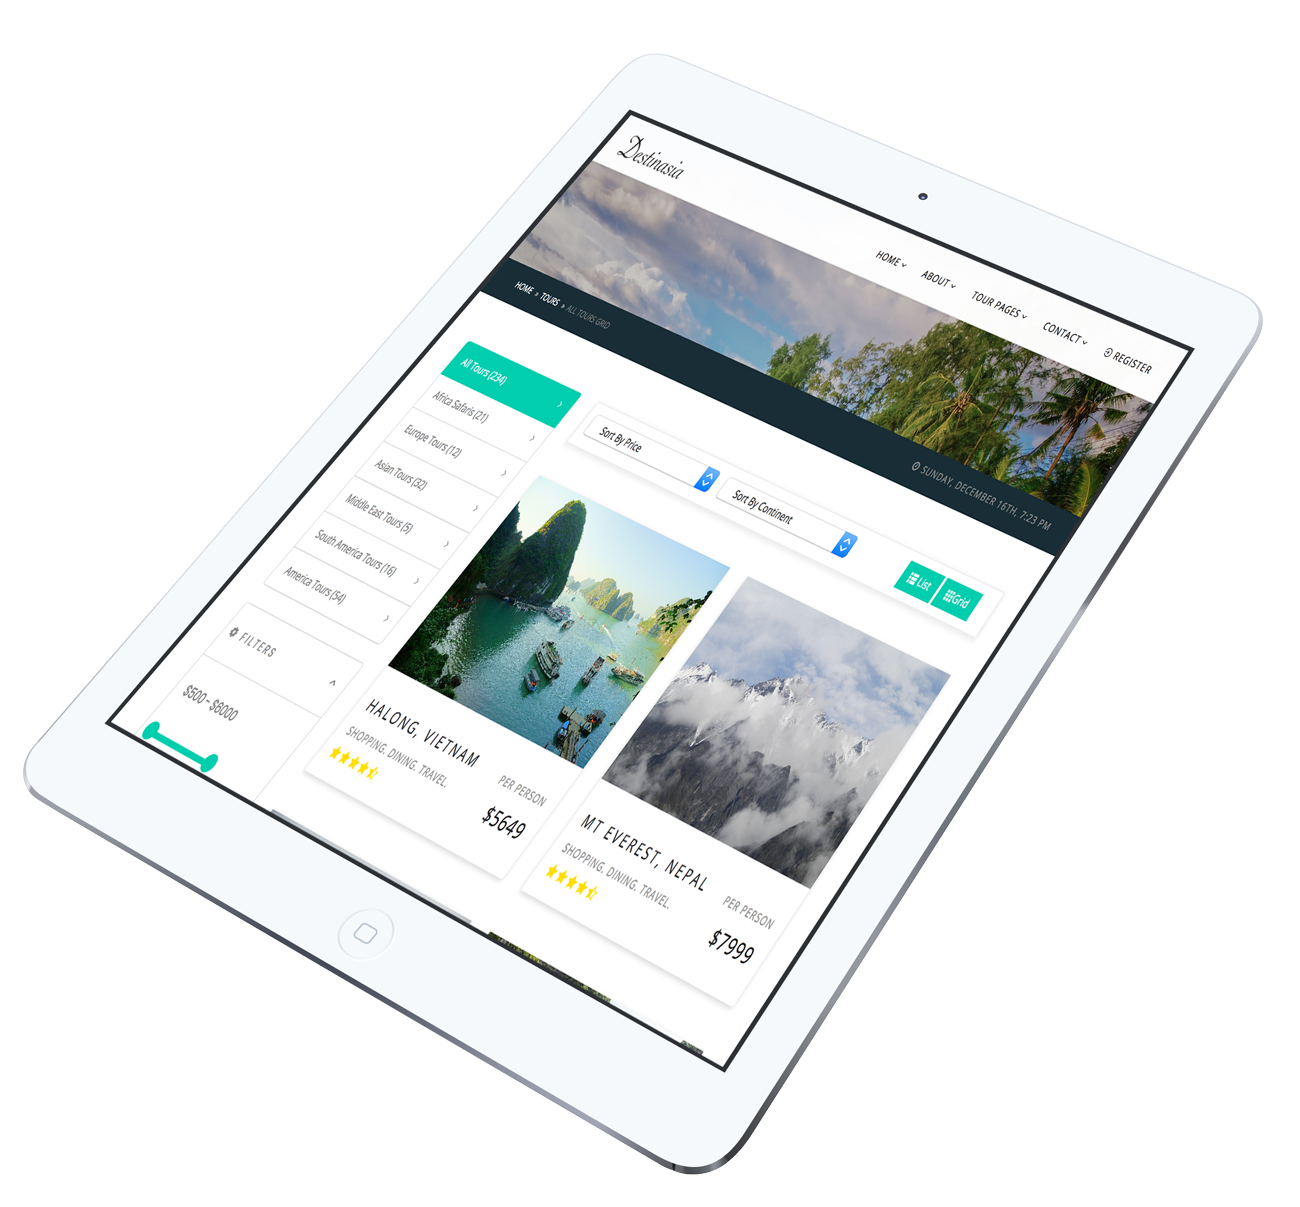 Destinasia
HOME
ABOUT
TOUR PAGES
CONTACT
REGISTER
HOME » TOURS » ALL TOURS GRID
SUNDAY, DECEMBER 16TH, 7:23 PM
All Tours (234)
Africa Safaris (21)
Europe Tours (12)
Asian Tours (32)
Middle East Tours (5)
South America Tours (16)
America Tours (54)
FILTERS
$500 - $6000
Sort By Price
Sort By Continent
List
Grid
HALONG, VIETNAM
SHOPPING. DINING. TRAVEL.
PER PERSON
$5649
MT EVEREST, NEPAL
SHOPPING. DINING. TRAVEL.
PER PERSON
$7999